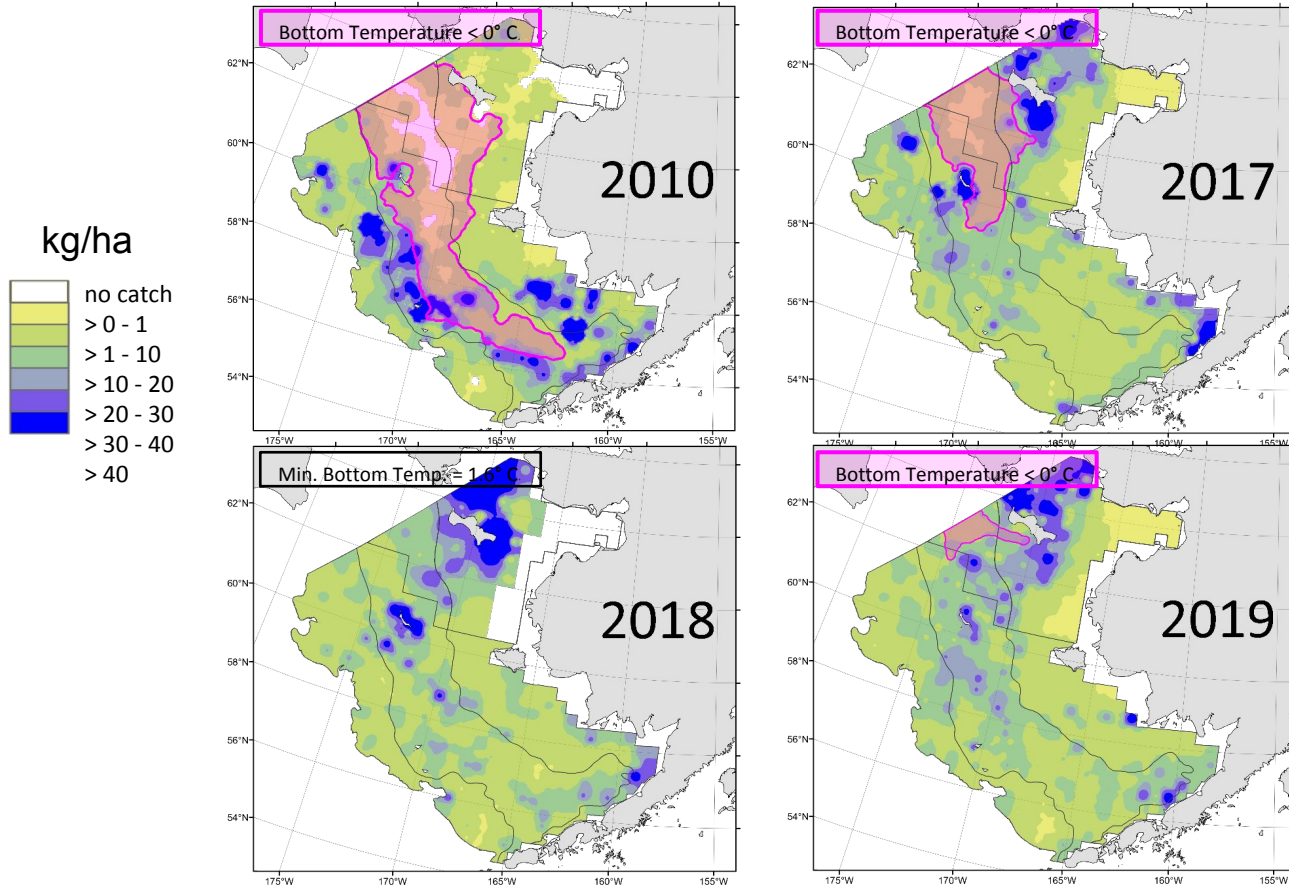 kg/ha
no catch
> 0 - 1
> 1 - 10
> 10 - 20
> 20 - 30
> 30 - 40
> 40
Bottom Temperature < 0° C
2010
62°N
60°N
58°N
56°N
54°N
175°W
170°W
165°W
160°W
155°W
Bottom Temperature < 0° C
2017
62°N
60°N
58°N
56°N
54°N
175°W
170°W
165°W
160°W
155°W
Min. Bottom Temp. = 1.6° C
2018
62°N
60°N
58°N
56°N
54°N
175°W
170°W
165°W
160°W
155°W
Bottom Temperature < 0° C
2019
62°N
60°N
58°N
56°N
54°N
175°W
170°W
165°W
160°W
155°W